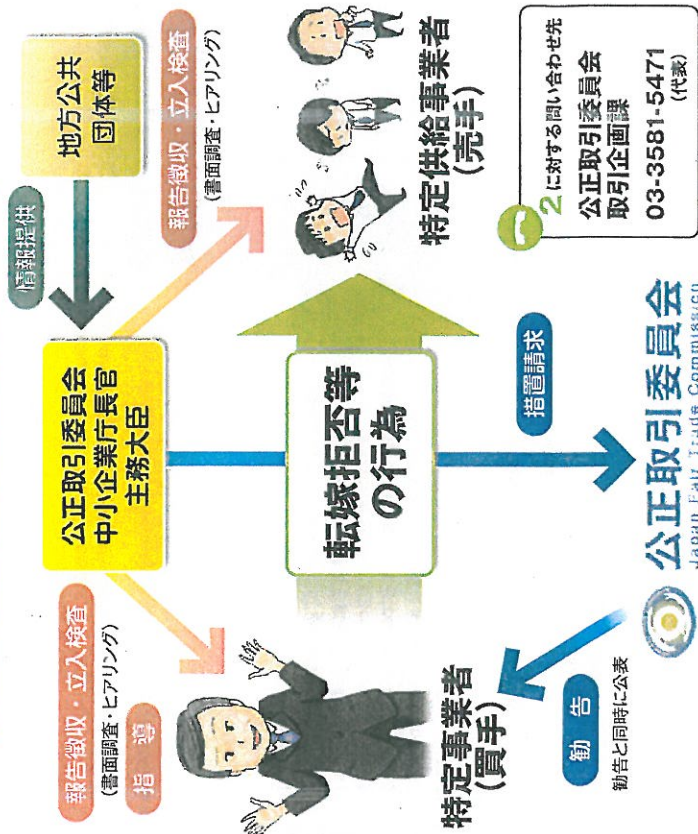 地方公共
団体等
情報提供
公正取引委員会
中小企業庁長官
主務大臣
報告徴収・立入検査
(書面調査・ヒアリング)
指導
報告徴収・立入検査
(書面調査・ヒアリング)
転嫁拒否等
の行為
特定事業者
(買手)
特定供給事業者
(売手)
措置請求
勧告
勧告と同時に公表
公正取引委員会
Japan Fair Trade Commission
2に対する問い合わせ先
公正取引委員会
取引企画課
03-3581-5471
(代表)